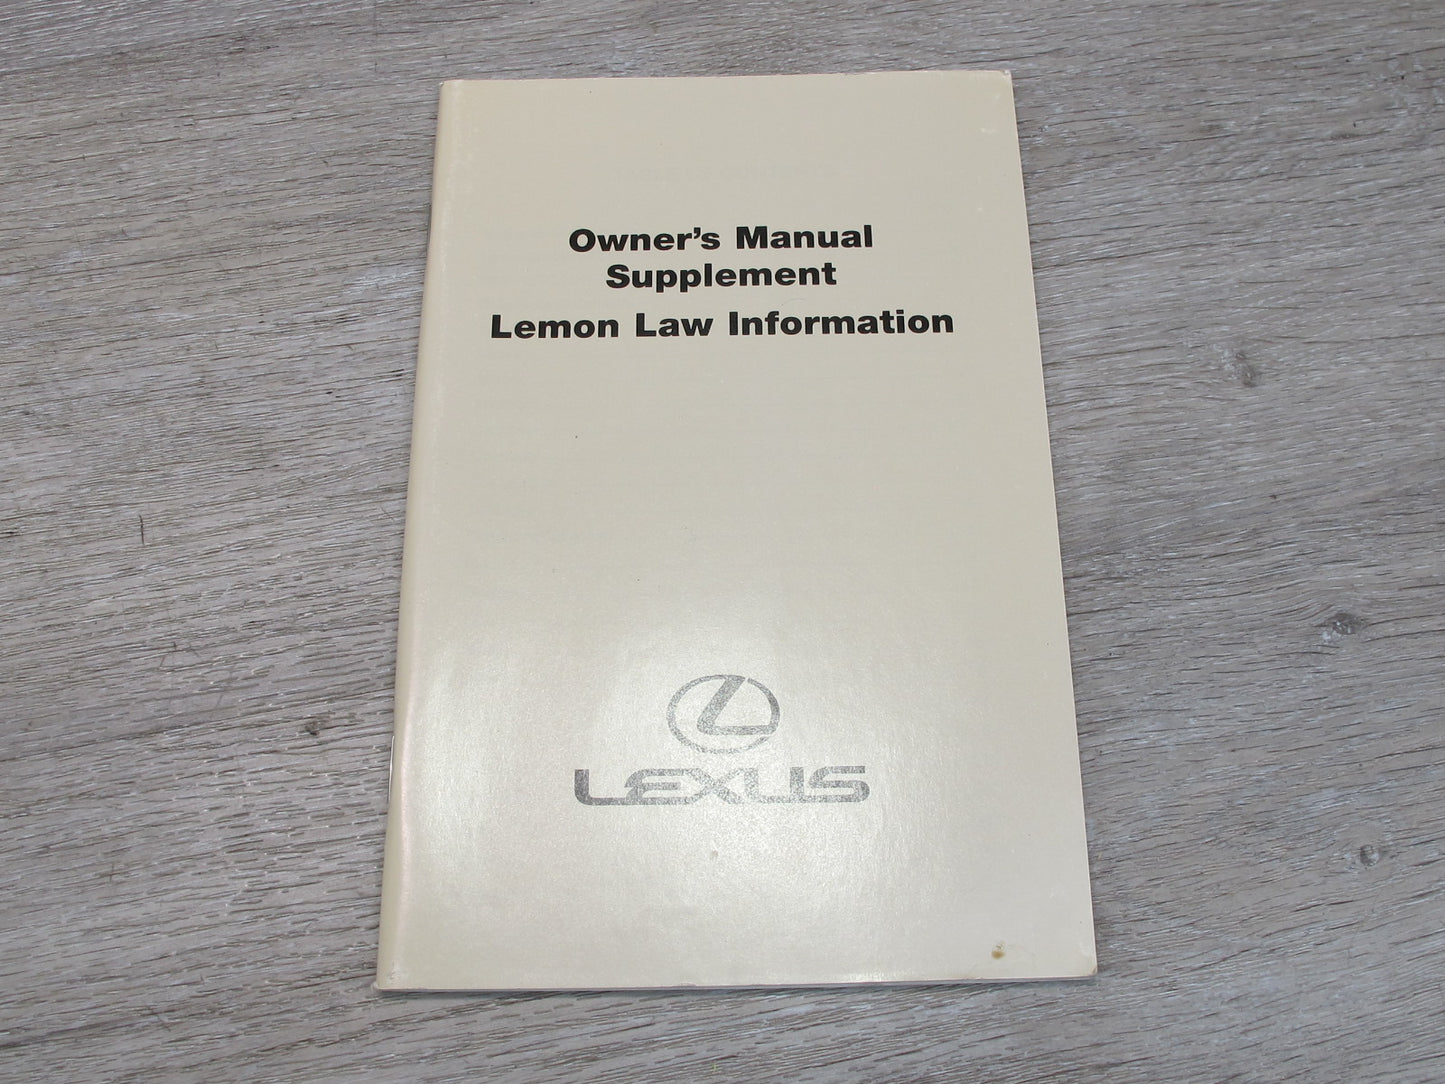 Owner's Manual
Supplement
Lemon Law Information
LEXUS